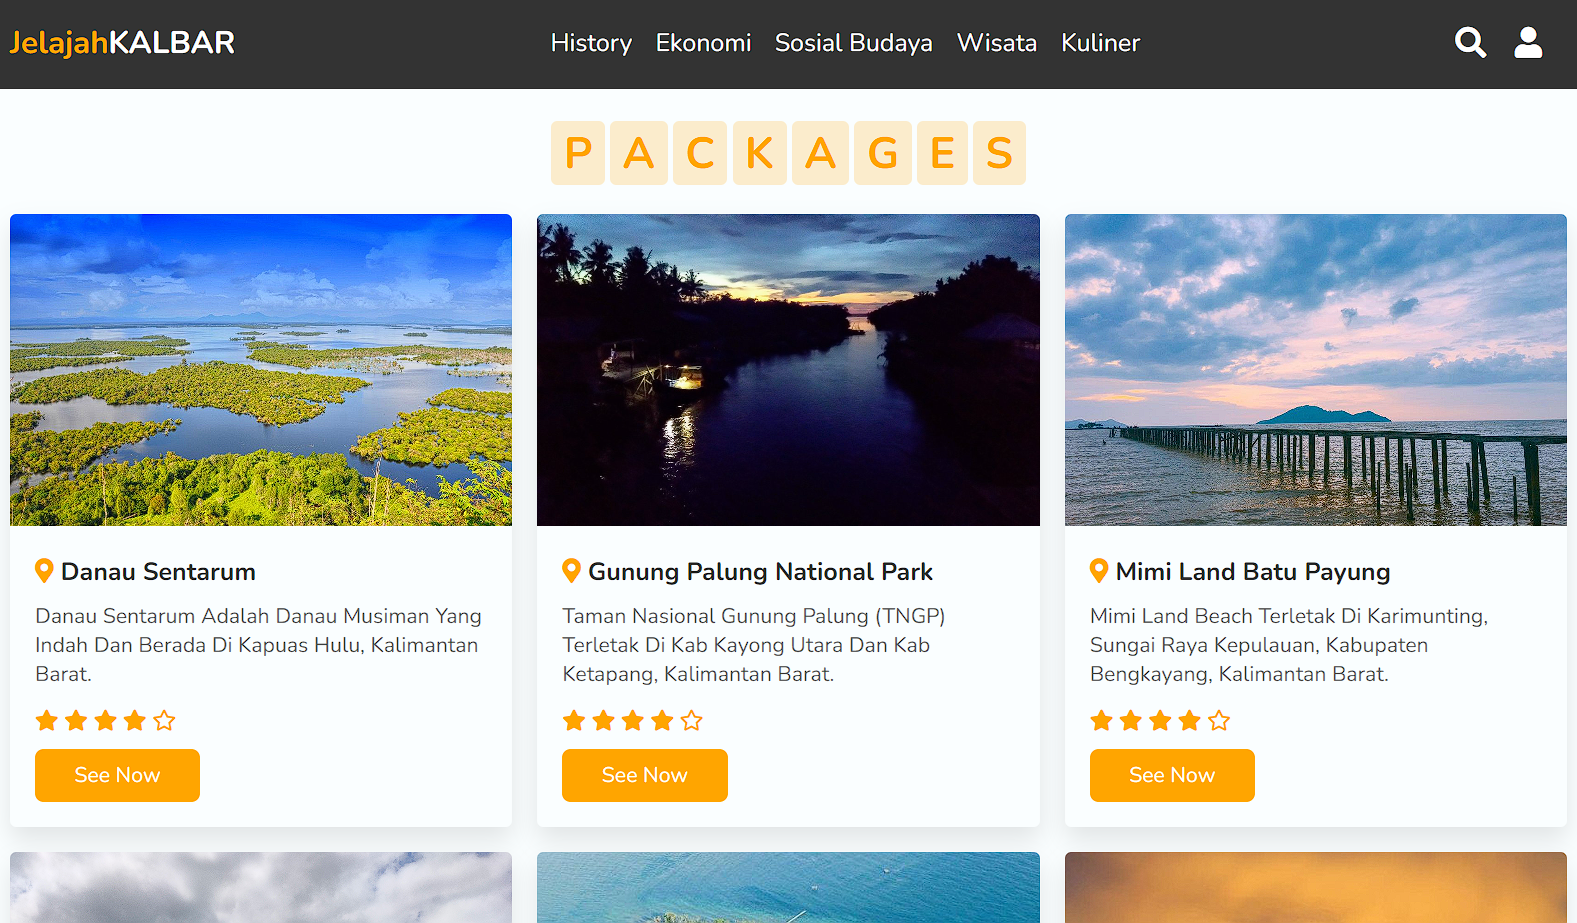 JelajahKALBAR
History Ekonomi Sosial Budaya Wisata Kuliner
PACKAGES
Danau Sentarum
Danau Sentarum Adalah Danau Musiman Yang
Indah Dan Berada Di Kapuas Hulu, Kalimantan
Barat.
See Now
Gunung Palung National Park
Taman Nasional Gunung Palung (TNGP)
Terletak Di Kab Kayong Utara Dan Kab
Ketapang, Kalimantan Barat.
See Now
Mimi Land Batu Payung
Mimi Land Beach Terletak Di Karimunting,
Sungai Raya Kepulauan, Kabupaten
Bengkayang, Kalimantan Barat.
See Now